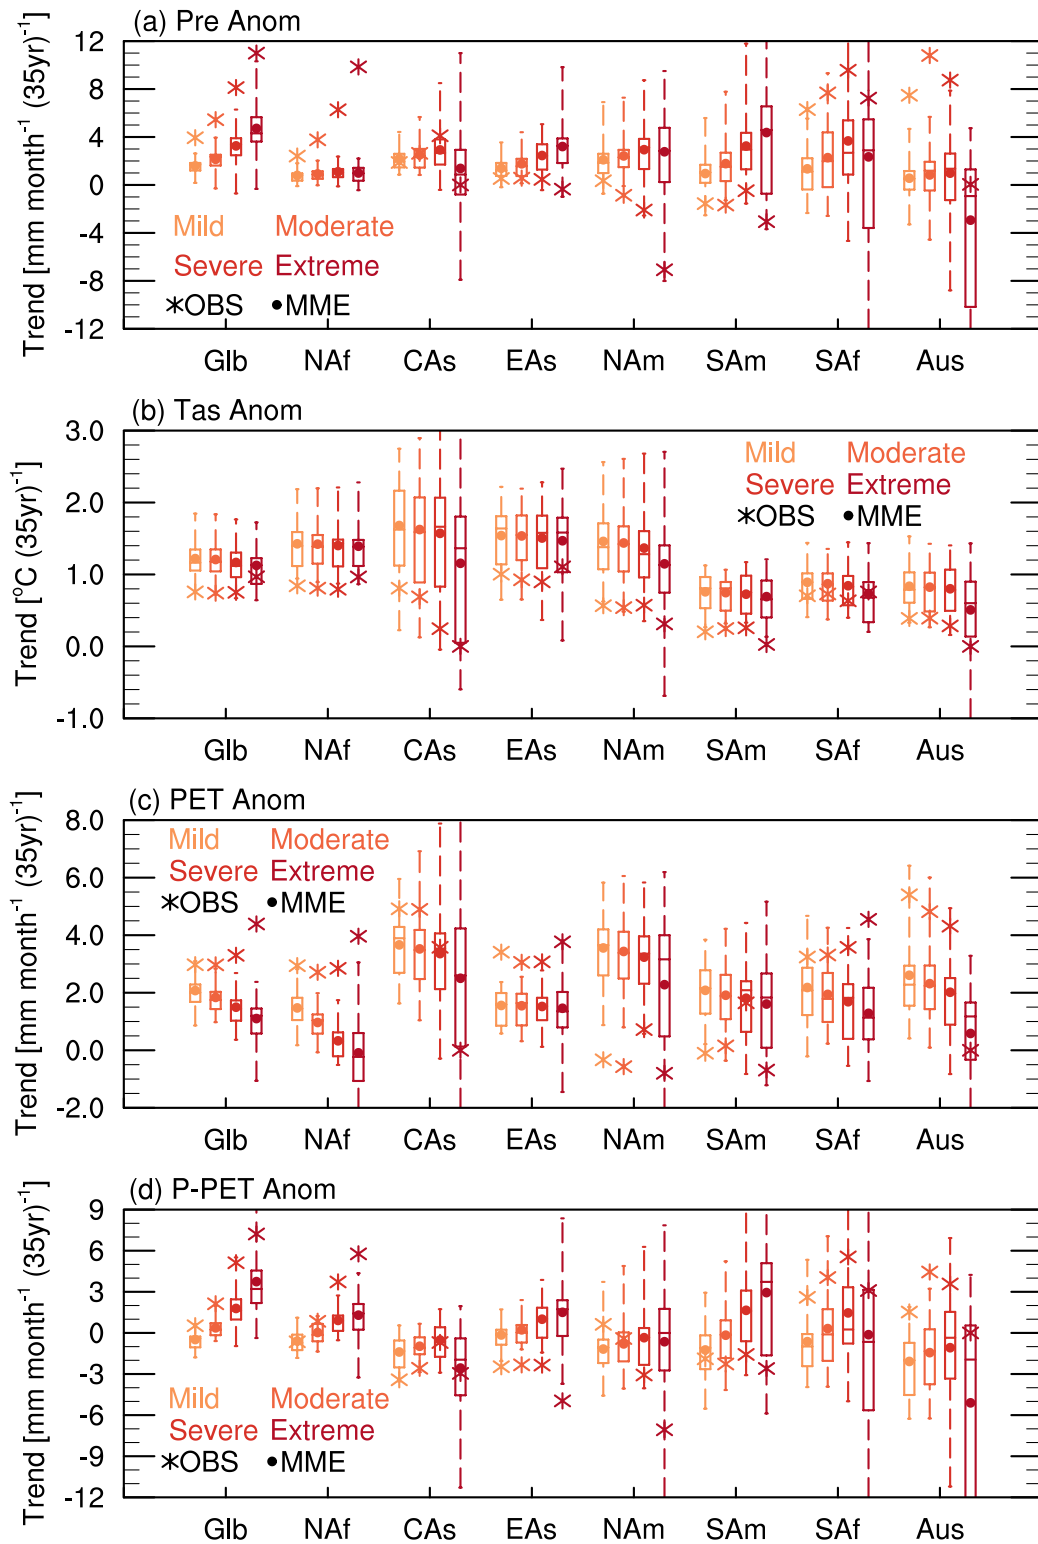 (a) Pre Anom
Trend [mm month⁻¹ (35yr)⁻¹]
12
8
4
0
-4
-8
-12
Mild Moderate
Severe Extreme
∗OBS •MME
Glb NAf CAs EAs NAm SAm SAf Aus
(b) Tas Anom
Trend [°C (35yr)⁻¹]
3.0
2.0
1.0
0.0
-1.0
Mild Moderate
Severe Extreme
∗OBS •MME
Glb NAf CAs EAs NAm SAm SAf Aus
(c) PET Anom
Trend [mm month⁻¹ (35yr)⁻¹]
8.0
6.0
4.0
2.0
0.0
-2.0
Mild Moderate
Severe Extreme
∗OBS •MME
Glb NAf CAs EAs NAm SAm SAf Aus
(d) P-PET Anom
Trend [mm month⁻¹ (35yr)⁻¹]
9
6
3
0
-3
-6
-9
-12
Mild Moderate
Severe Extreme
∗OBS •MME
Glb NAf CAs EAs NAm SAm SAf Aus